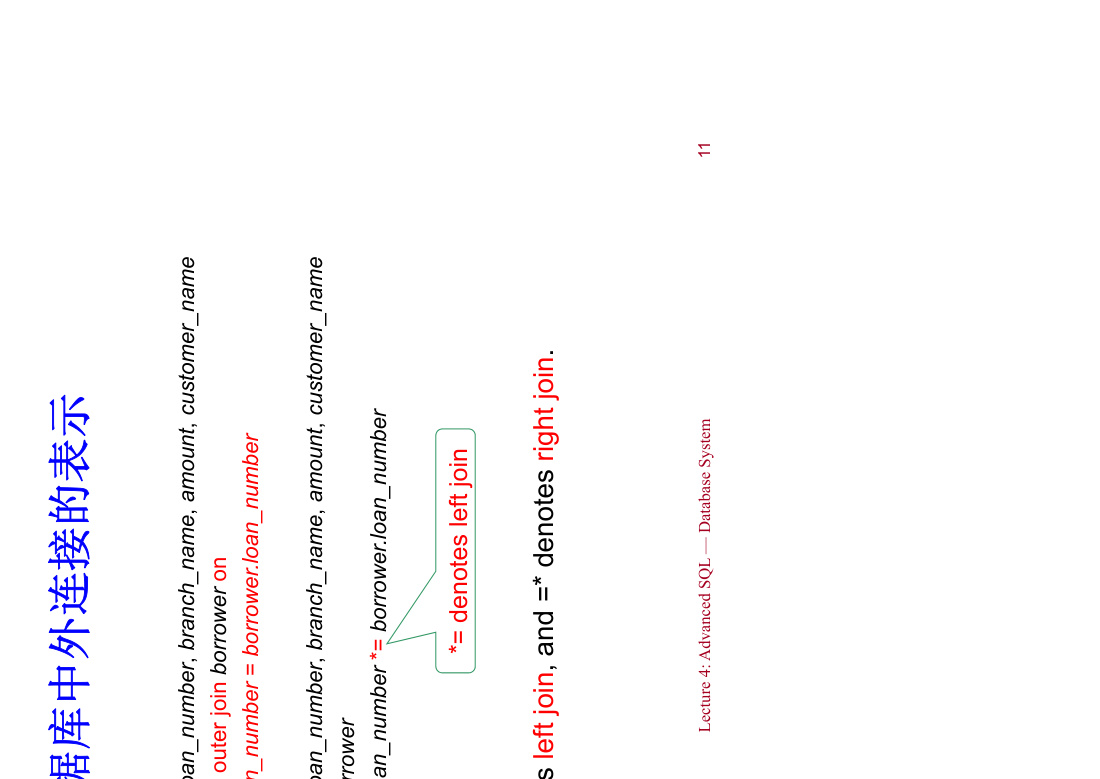 据库中外连接的表示
an_number, branch_name, amount, customer_name
outer join borrower on
n_number = borrower.loan_number
an_number, branch_name, amount, customer_name
rrower
an_number *= borrower.loan_number
*= denotes left join
s left join, and =* denotes right join.
Lecture 4: Advanced SQL — Database System
11